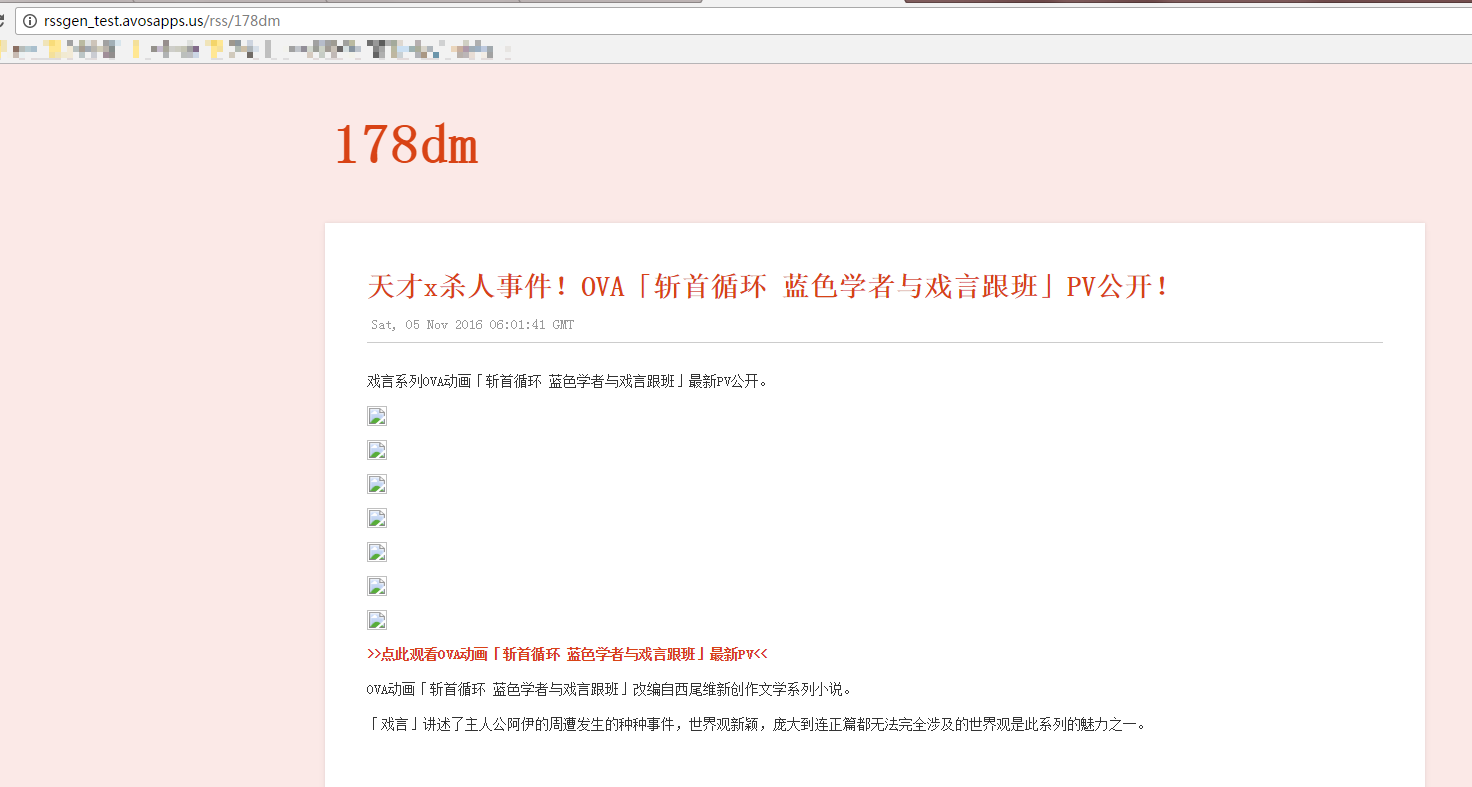 rssgen_test.avosapps.us/rss/178dm
178dm
天才x杀人事件！OVA「斩首循环 蓝色学者与戏言跟班」PV公开！
Sat, 05 Nov 2016 06:01:41 GMT
戏言系列OVA动画「斩首循环 蓝色学者与戏言跟班」最新PV公开。
>>点此观看OVA动画「斩首循环 蓝色学者与戏言跟班」最新PV<<
OVA动画「斩首循环 蓝色学者与戏言跟班」改编自西尾维新创作文学系列小说。
「戏言」讲述了主人公阿伊的周遭发生的种种事件，世界观新颖，庞大到连正篇都无法完全涉及的世界观是此系列的魅力之一。